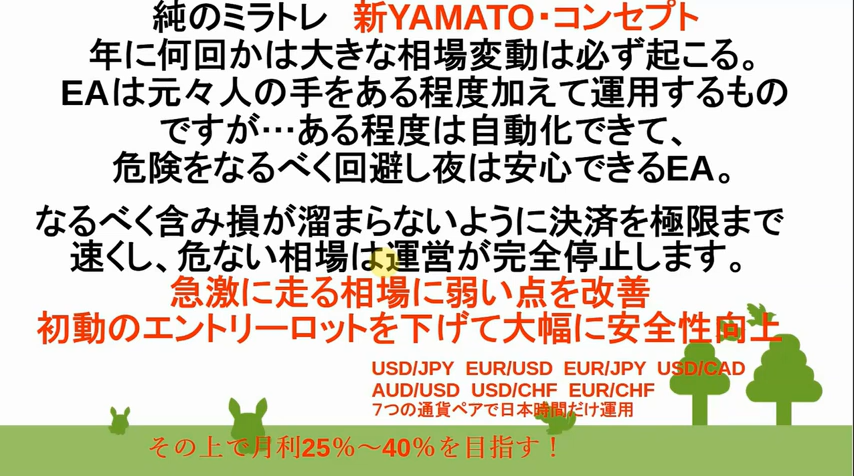 純のミラトレ 新YAMATO・コンセプト
年に何回かは大きな相場変動は必ず起こる。
EAは元々人の手をある程度加えて運用するもの
ですが…ある程度は自動化できて、
危険をなるべく回避し夜は安心できるEA。
なるべく含み損が溜まらないように決済を極限まで
速くし、危ない相場は運営が完全停止します。
急激に走る相場に弱い点を改善
初動のエントリーロットを下げて大幅に安全性向上
USD/JPY EUR/USD EUR/JPY USD/CAD
AUD/USD USD/CHF EUR/CHF
7つの通貨ペアで日本時間だけ運用
その上で月利25%～40%を目指す！